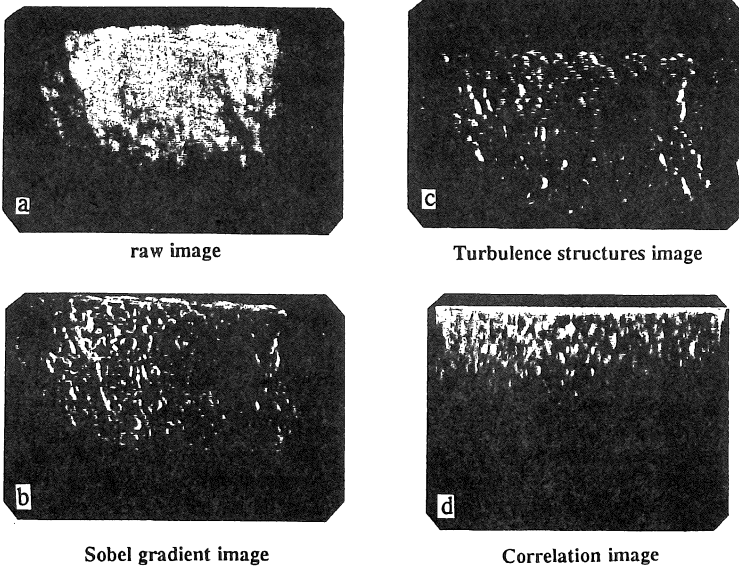 a
raw image
c
Turbulence structures image
b
Sobel gradient image
d
Correlation image